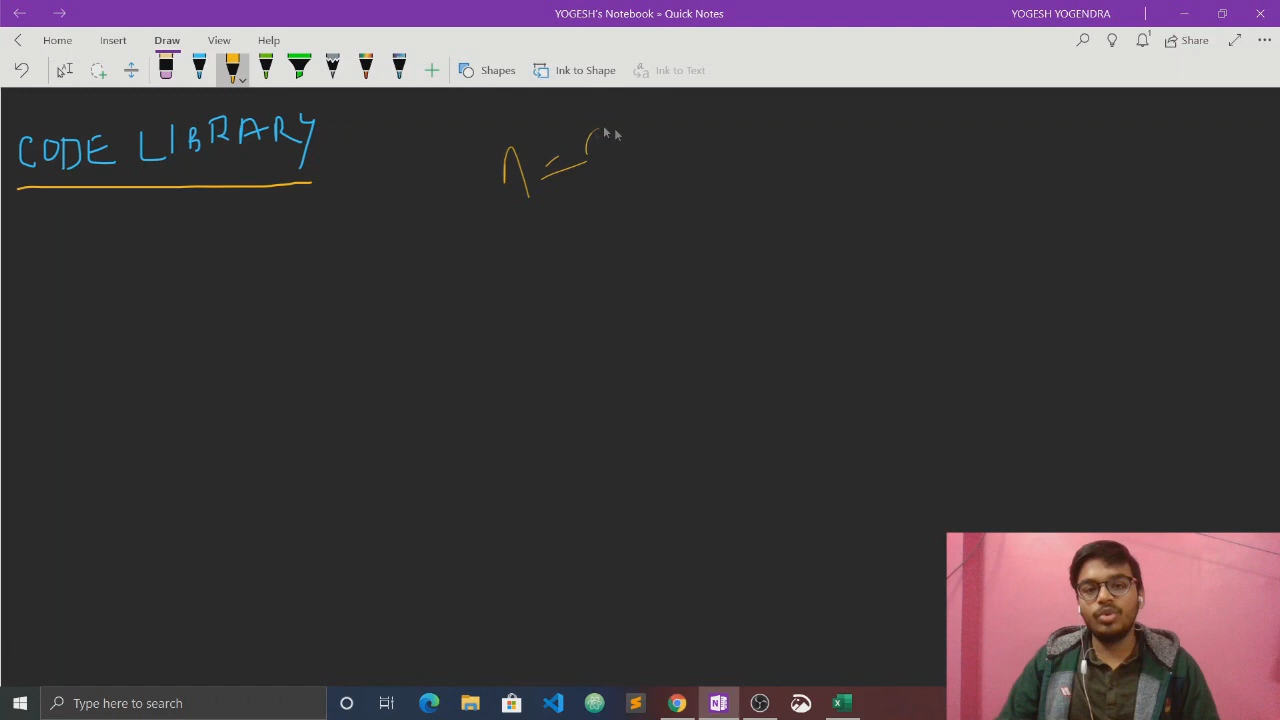 YOGESH's Notebook » Quick Notes
YOGESH YOGENDRA
Home Insert Draw View Help
1
Share
Shapes
Ink to Shape
Ink to Text
CODE LIBRARY
n =
Type here to search